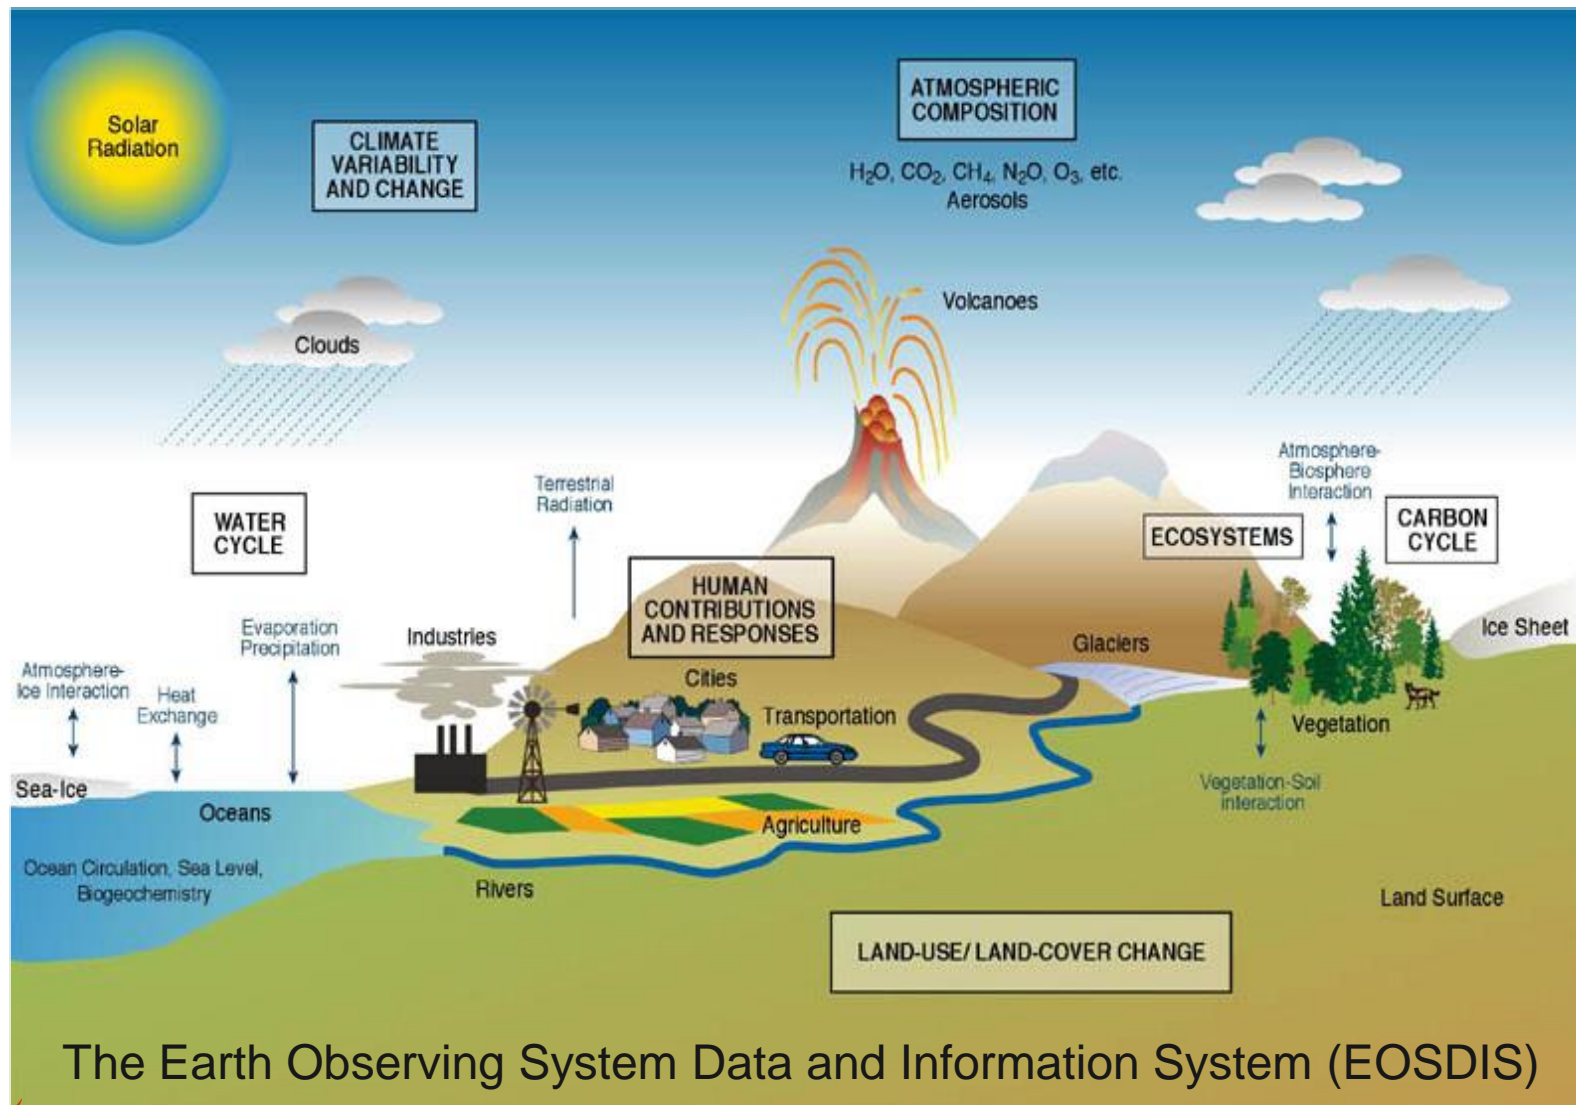 Solar
Radiation
CLIMATE
VARIABILITY
AND CHANGE
ATMOSPHERIC
COMPOSITION
H₂O, CO₂, CH₄, N₂O, O₃, etc.
Aerosols
Volcanoes
Clouds
WATER
CYCLE
Terrestrial
Radiation
Atmosphere-
Biosphere
Interaction
ECOSYSTEMS
CARBON
CYCLE
HUMAN
CONTRIBUTIONS
AND RESPONSES
Evaporation
Precipitation
Industries
Glaciers
Ice Sheet
Atmosphere-
Ice Interaction
Heat
Exchange
Cities
Transportation
Vegetation
Sea-Ice
Oceans
Vegetation-Soil
interaction
Agriculture
Ocean Circulation, Sea Level,
Biogeochemistry
Rivers
Land Surface
LAND-USE/ LAND-COVER CHANGE
The Earth Observing System Data and Information System (EOSDIS)